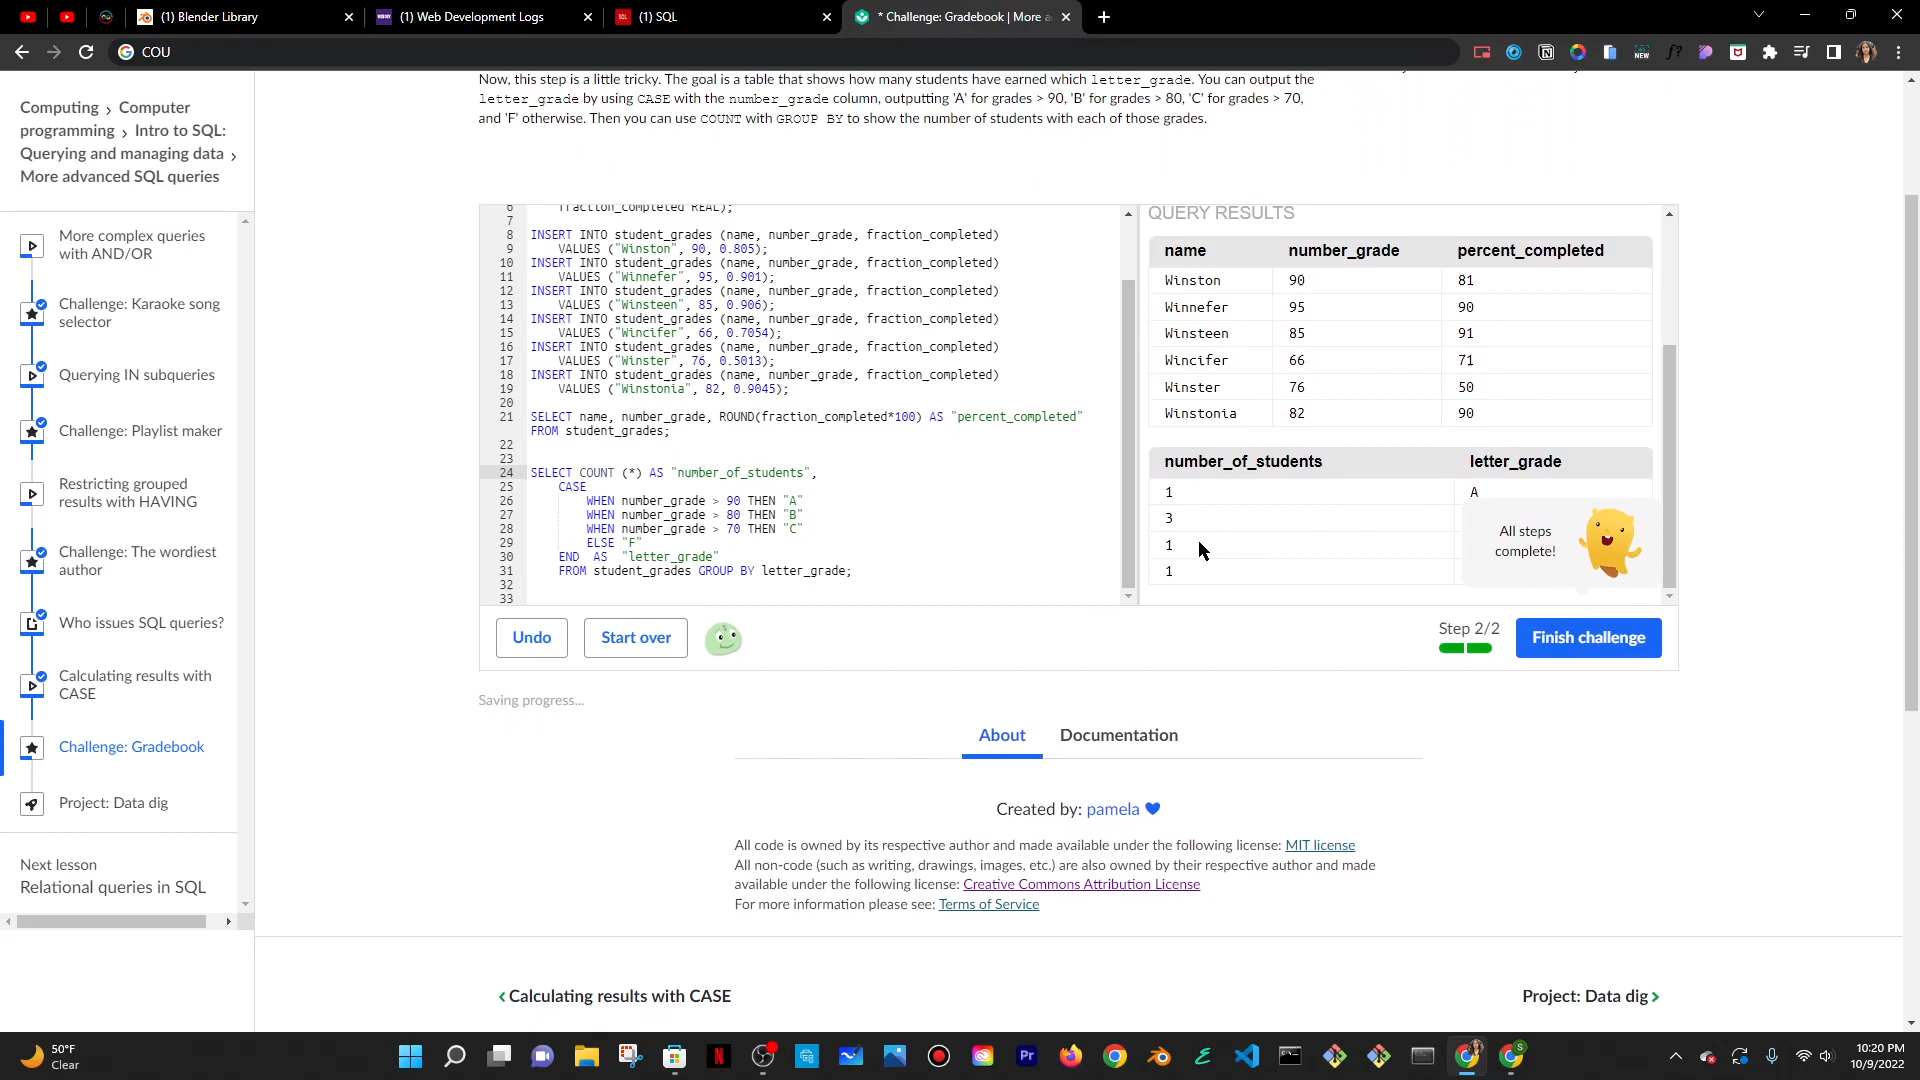 (1) Blender Library
(1) Web Development Logs
(1) SQL
* Challenge: Gradebook | More a
COU
Computing › Computer
programming › Intro to SQL:
Querying and managing data ›
More advanced SQL queries
More complex queries
with AND/OR
Challenge: Karaoke song
selector
Querying IN subqueries
Challenge: Playlist maker
Restricting grouped
results with HAVING
Challenge: The wordiest
author
Who issues SQL queries?
Calculating results with
CASE
Challenge: Gradebook
Project: Data dig
Next lesson
Relational queries in SQL
Now, this step is a little tricky. The goal is a table that shows how many students have earned which letter_grade. You can output the
letter_grade by using CASE with the number_grade column, outputting 'A' for grades > 90, 'B' for grades > 80, 'C' for grades > 70,
and 'F' otherwise. Then you can use COUNT with GROUP BY to show the number of students with each of those grades.
6 fraction_completed REAL);
7
8 INSERT INTO student_grades (name, number_grade, fraction_completed)
9 VALUES ("Winston", 90, 0.805);
10 INSERT INTO student_grades (name, number_grade, fraction_completed)
11 VALUES ("Winnefer", 95, 0.901);
12 INSERT INTO student_grades (name, number_grade, fraction_completed)
13 VALUES ("Winsteen", 85, 0.906);
14 INSERT INTO student_grades (name, number_grade, fraction_completed)
15 VALUES ("Wincifer", 66, 0.7054);
16 INSERT INTO student_grades (name, number_grade, fraction_completed)
17 VALUES ("Winster", 76, 0.5013);
18 INSERT INTO student_grades (name, number_grade, fraction_completed)
19 VALUES ("Winstonia", 82, 0.9045);
20
21 SELECT name, number_grade, ROUND(fraction_completed*100) AS "percent_completed"
FROM student_grades;
22
23
24 SELECT COUNT (*) AS "number_of_students",
25 CASE
26 WHEN number_grade > 90 THEN "A"
27 WHEN number_grade > 80 THEN "B"
28 WHEN number_grade > 70 THEN "C"
29 ELSE "F"
30 END AS "letter_grade"
31 FROM student_grades GROUP BY letter_grade;
32
33
QUERY RESULTS
name number_grade percent_completed
Winston 90 81
Winnefer 95 90
Winsteen 85 91
Wincifer 66 71
Winster 76 50
Winstonia 82 90
number_of_students letter_grade
1 A
3
1
1
All steps
complete!
Undo
Start over
Step 2/2
Finish challenge
Saving progress...
About
Documentation
Created by: pamela
All code is owned by its respective author and made available under the following license: MIT license
All non-code (such as writing, drawings, images, etc.) are also owned by their respective author and made
available under the following license: Creative Commons Attribution License
For more information please see: Terms of Service
‹ Calculating results with CASE
Project: Data dig ›
50°F
Clear
10:20 PM
10/9/2022